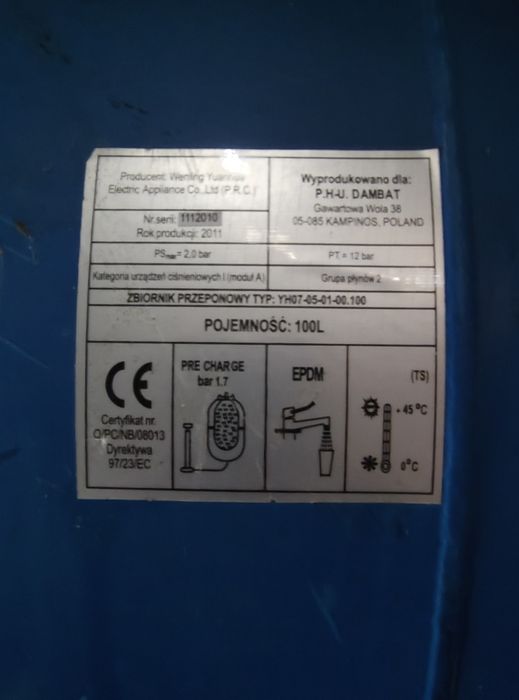 Producent: Wenling Yuanhua
Electric Appliance Co.,Ltd (P.R.C.)
Wyprodukowano dla:
P.H-U. DAMBAT
Gawartowa Wola 38
05-085 KAMPINOS, POLAND
Nr.serii: 1112010
Rok produkcji: 2011
PSmax= 2,0 bar
PT = 12 bar
Kategoria urządzeń ciśnieniowych I (moduł A)
Grupa płynów 2
ZBIORNIK PRZEPONOWY TYP: YH07-05-01-00.100
POJEMNOŚĆ: 100L
CE
Certyfikat nr.
Q/PC/NB/08013
Dyrektywa
97/23/EC
PRE CHARGE
bar 1.7
EPDM
(TS)
+ 45 °C
0°C